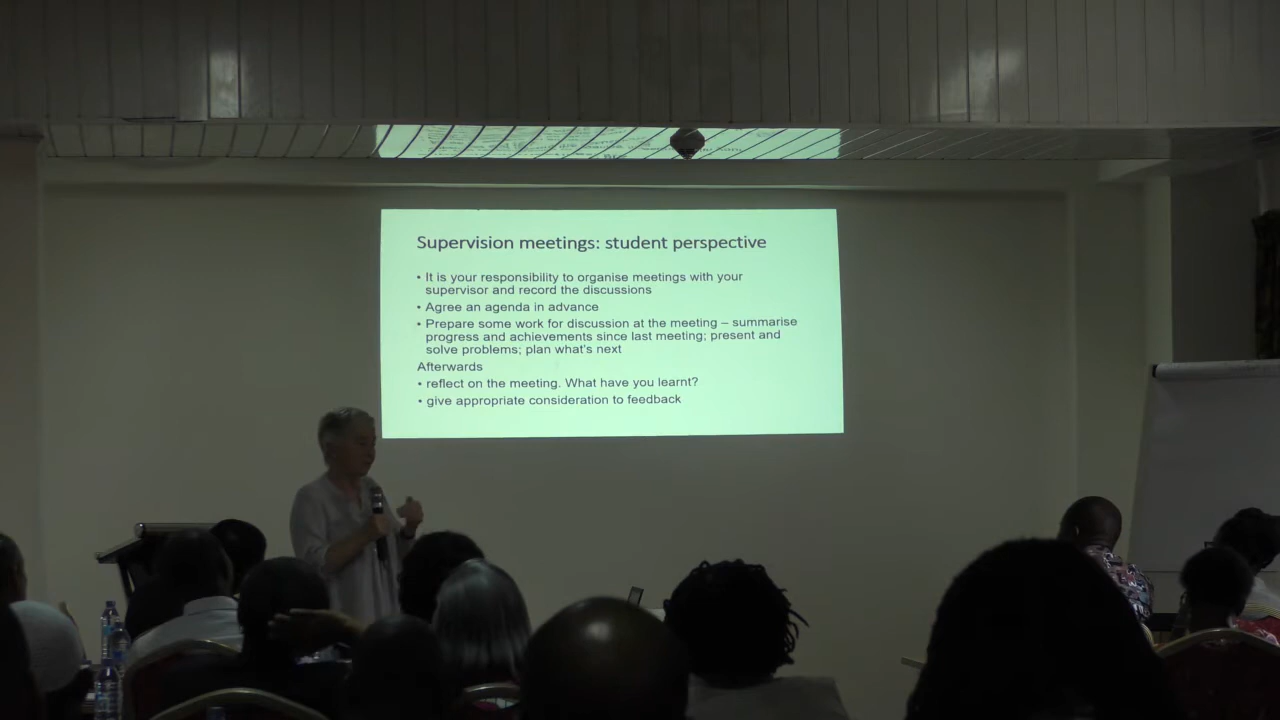 Supervision meetings: student perspective
• It is your responsibility to organise meetings with your
supervisor and record the discussions
• Agree an agenda in advance
• Prepare some work for discussion at the meeting – summarise
progress and achievements since last meeting; present and
solve problems; plan what's next
Afterwards
• reflect on the meeting. What have you learnt?
• give appropriate consideration to feedback